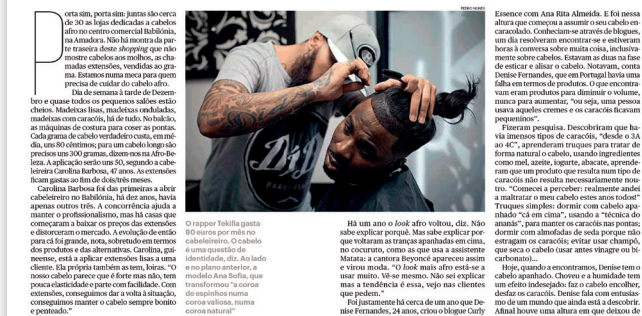 PEDRO NUNES
Porta sim, porta sim: juntas são cerca
de 30 as lojas dedicadas a cabelos
afro no centro comercial Babilónia,
na Amadora. Não há montra da par-
te traseira deste shopping que não
mostre cabelos aos molhos, as cha-
madas extensões, vendidas ao gra-
ma. Estamos numa meca para quem
precisa de cuidar do cabelo afro.
Dia de semana à tarde de Dezem-
bro e quase todos os pequenos salões estão
cheios. Madeixas lisas, madeixas onduladas,
madeixas com caracóis, há de tudo. No balcão,
as máquinas de costura para coser as pontas.
Cada grama de cabelo verdadeiro custa, em mé-
dia, uns 80 cêntimos; para um cabelo longo são
precisos uns 300 gramas, dizem-nos na Afro-Be-
leza. A aplicação serão uns 50, segundo a cabe-
leireira Carolina Barbosa, 47 anos. As extensões
ficam gastas ao fim de dois/três meses.
Carolina Barbosa foi das primeiras a abrir
cabeleireiro no Babilónia, há dez anos, havia
apenas outros três. A concorrência ajuda a
manter o profissionalismo, mas há casas que
começaram a baixar os preços das extensões
e distorceram o mercado. A evolução de então
para cá foi grande, nota, sobretudo em termos
dos produtos e das alternativas. Carolina, gui-
neense, está a aplicar extensões lisas a uma
cliente. Ela própria também as tem, loiras. "O
nosso cabelo parece que é forte mas não, tem
pouca elasticidade e parte com facilidade. Com
extensões, conseguimos dar a volta à situação,
conseguimos manter o cabelo sempre bonito
e penteado."
O rapper Tekilla gasta
80 euros por mês no
cabeleireiro. O cabelo
é uma questão de
identidade, diz. Ao lado
e no plano anterior, a
modelo Ana Sofia, que
transformou "a coroa
de espinhos numa
coroa valiosa, numa
coroa natural"
Há um ano o look afro voltou, diz. Não
sabe explicar porquê. Mas sabe explicar por-
que voltaram as tranças apanhadas em cima,
no cocuruto, como as que usa a assistente
Matata: a cantora Beyoncé apareceu assim
e virou moda. "O look mais afro está-se a
usar muito. Vê-se mesmo. Não sei explicar
mas a tendência é essa, vejo nas clientes
que pedem."
Foi justamente há cerca de um ano que De-
nise Fernandes, 24 anos, criou o blogue Curly
Essence com Ana Rita Almeida. E foi nessa
altura que começou a assumir o seu cabelo en-
caracolado. Conheciam-se através de blogues,
um dia resolveram encontrar-se e estiveram
horas à conversa sobre muita coisa, inclusiva-
mente sobre cabelos. Estavam as duas na fase
de esticar e alisar o cabelo. Notavam, conta
Denise Fernandes, que em Portugal havia uma
falha em termos de produtos. O que encontra-
vam eram produtos para diminuir o volume,
nunca para aumentar, "ou seja, uma pessoa
usava aqueles cremes e os caracóis ficavam
pequeninos".
Fizeram pesquisa. Descobriram que ha-
via imensos tipos de caracóis, "desde o 3A
ao 4C", aprenderam truques para tratar de
forma natural o cabelo, usando ingredientes
como mel, azeite, iogurte, abacate, aprende-
ram que um produto que resulta num tipo de
caracóis não resulta necessariamente nou-
tro. "Comecei a perceber: realmente andei
a maltratar o meu cabelo estes anos todos!"
Truques simples: dormir com cabelo apa-
nhado "cá em cima", usando a "técnica do
ananás", para manter os caracóis nas pontas;
dormir com almofadas de seda porque não
estragam os caracóis; evitar usar champô,
que seca o cabelo (usar antes vinagre ou bi-
carbonato)...
Hoje, quando a encontramos, Denise tem o
cabelo apanhado. Choveu e a humidade tem
um efeito indesejado: faz o cabelo encolher,
desfaz os caracóis. Denise fala com entusias-
mo de um mundo que ainda está a descobrir.
Afinal houve uma altura em que deixou de